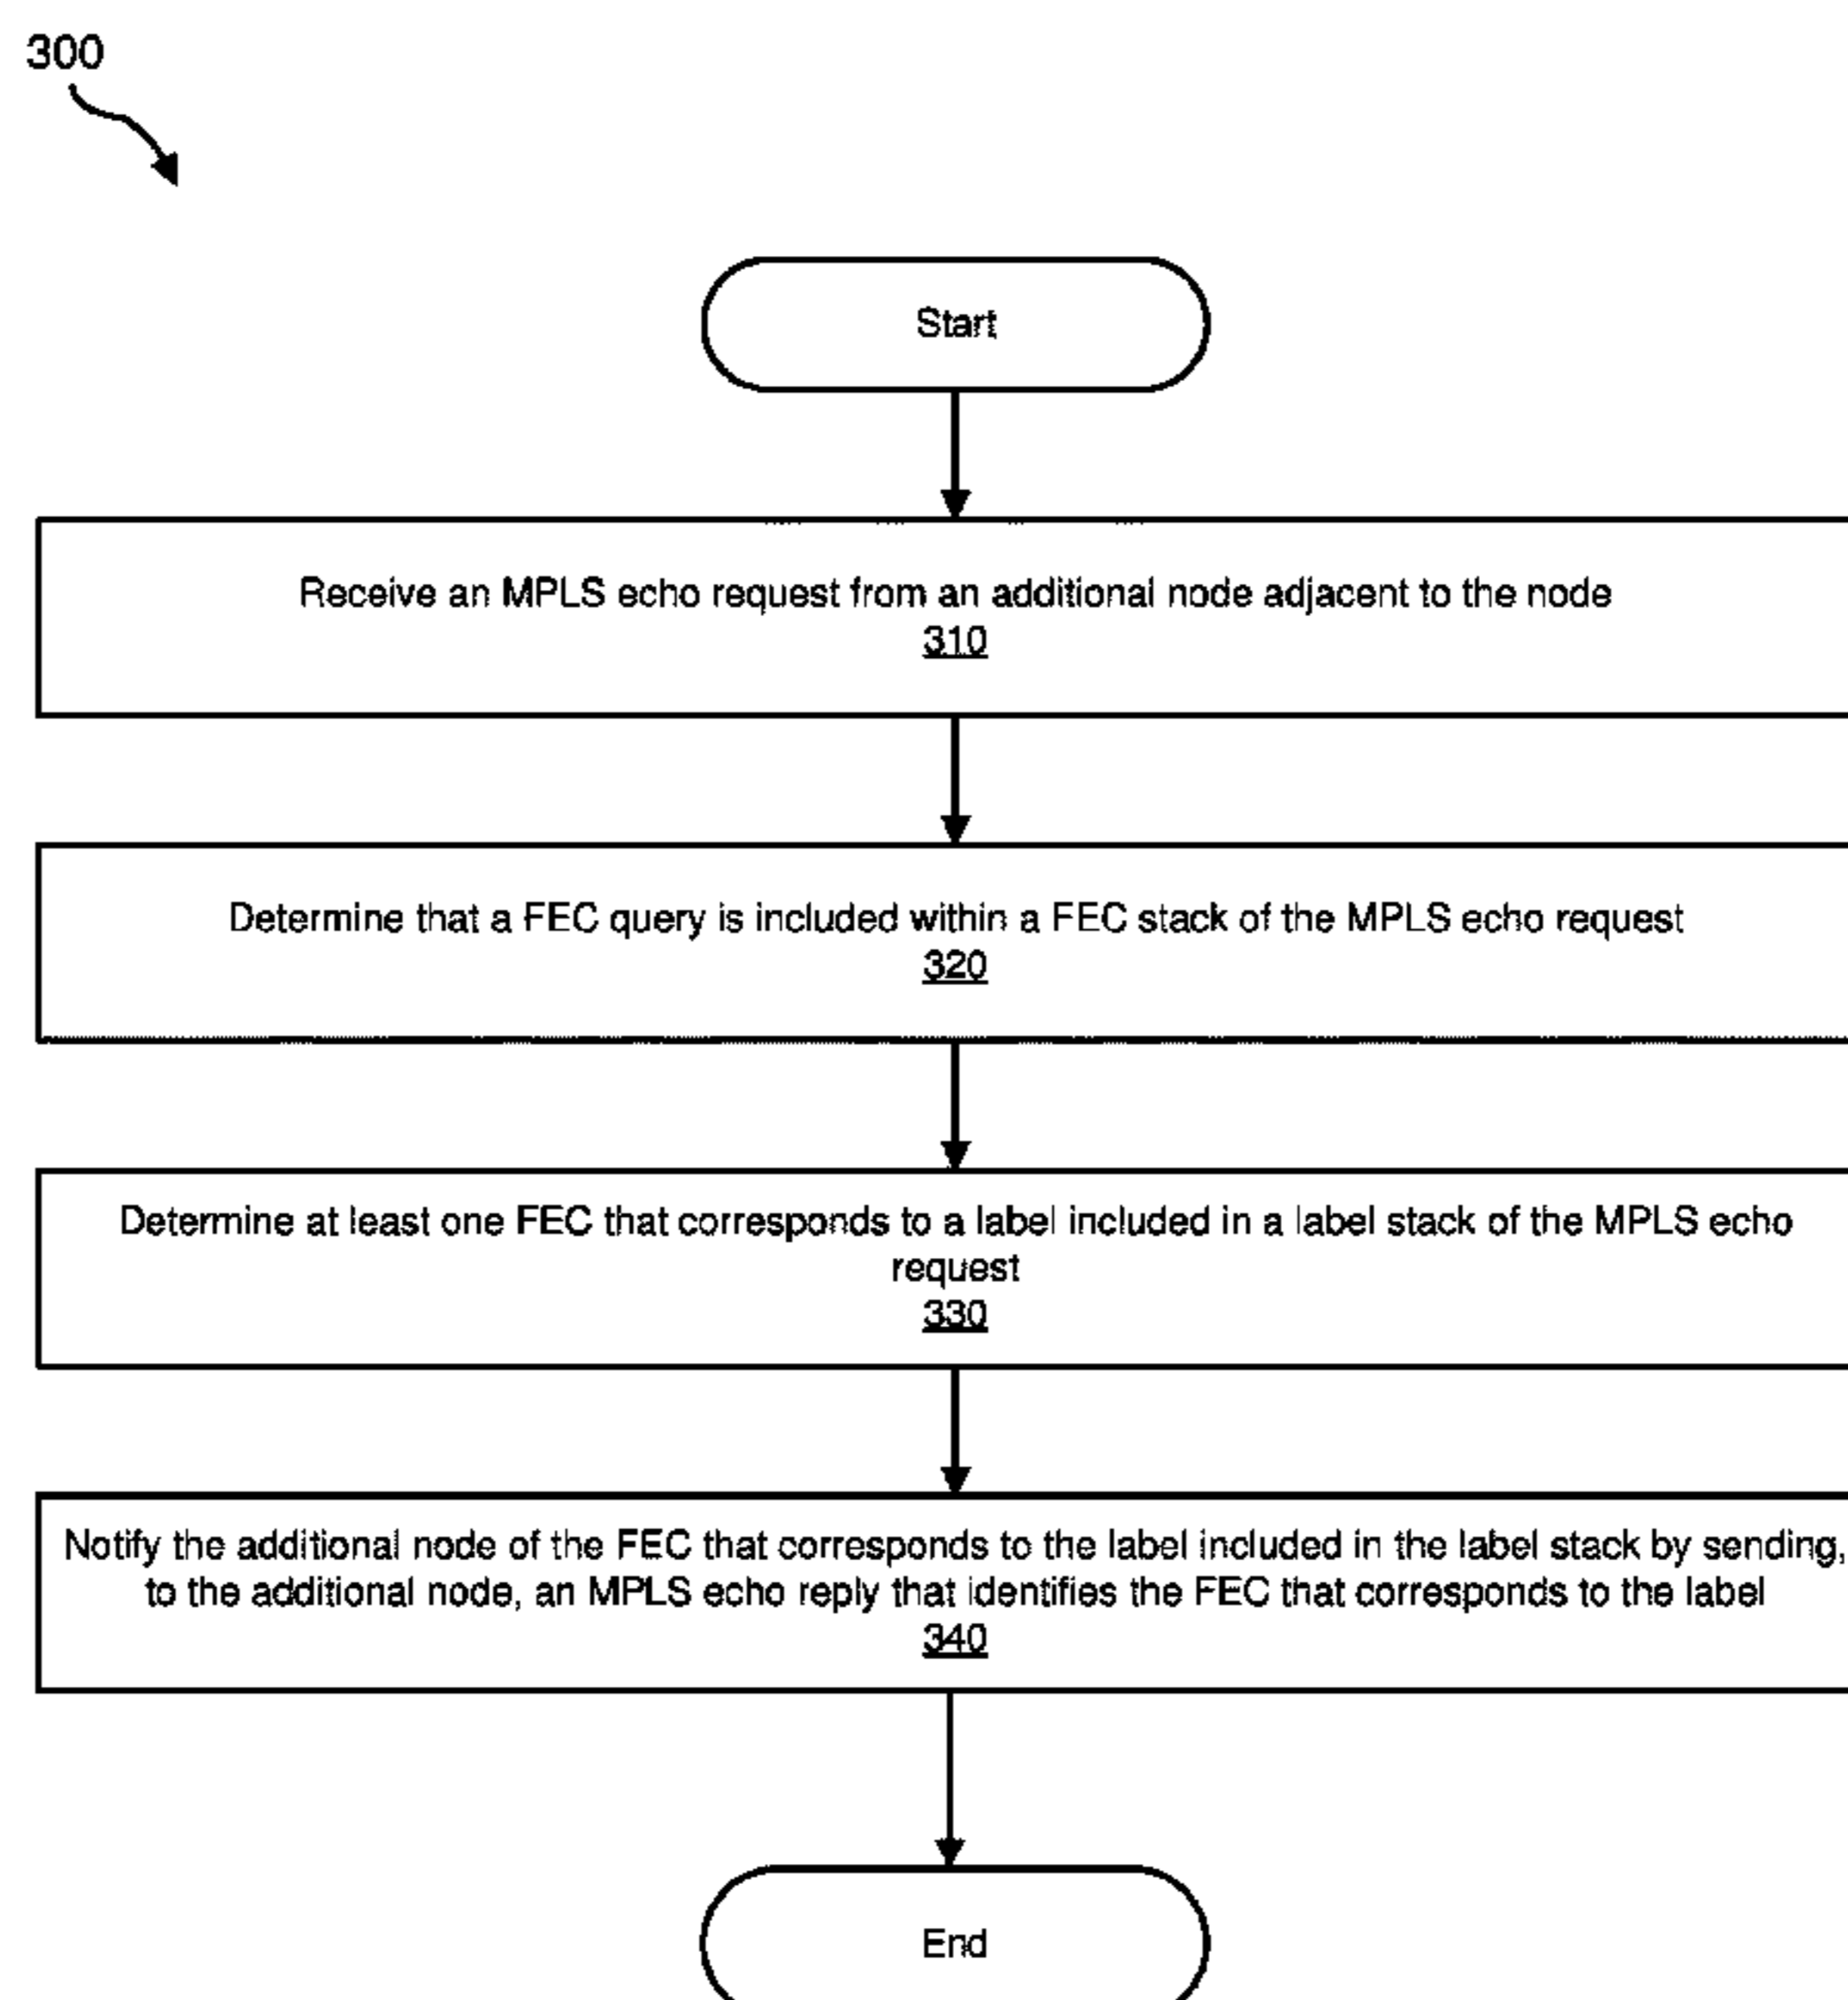 300
Start
Receive an MPLS echo request from an additional node adjacent to the node
310
Determine that a FEC query is included within a FEC stack of the MPLS echo request
320
Determine at least one FEC that corresponds to a label included in a label stack of the MPLS echo
request
330
Notify the additional node of the FEC that corresponds to the label included in the label stack by sending,
to the additional node, an MPLS echo reply that identifies the FEC that corresponds to the label
340
End